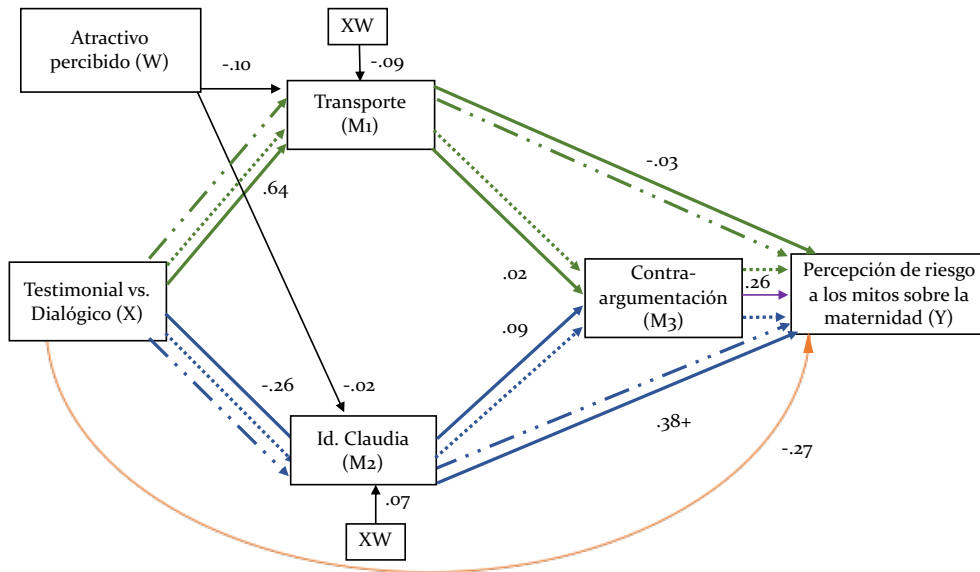 XW
Atractivo
percibido (W)
-.10
-.09
Transporte
(M1)
-.03
.64
Testimonial vs.
Dialógico (X)
.02
Contra-
argumentación
(M3)
.26
Percepción de riesgo
a los mitos sobre la
maternidad (Y)
.09
-.26
-.02
Id. Claudia
(M2)
.38+
-.27
.07
XW